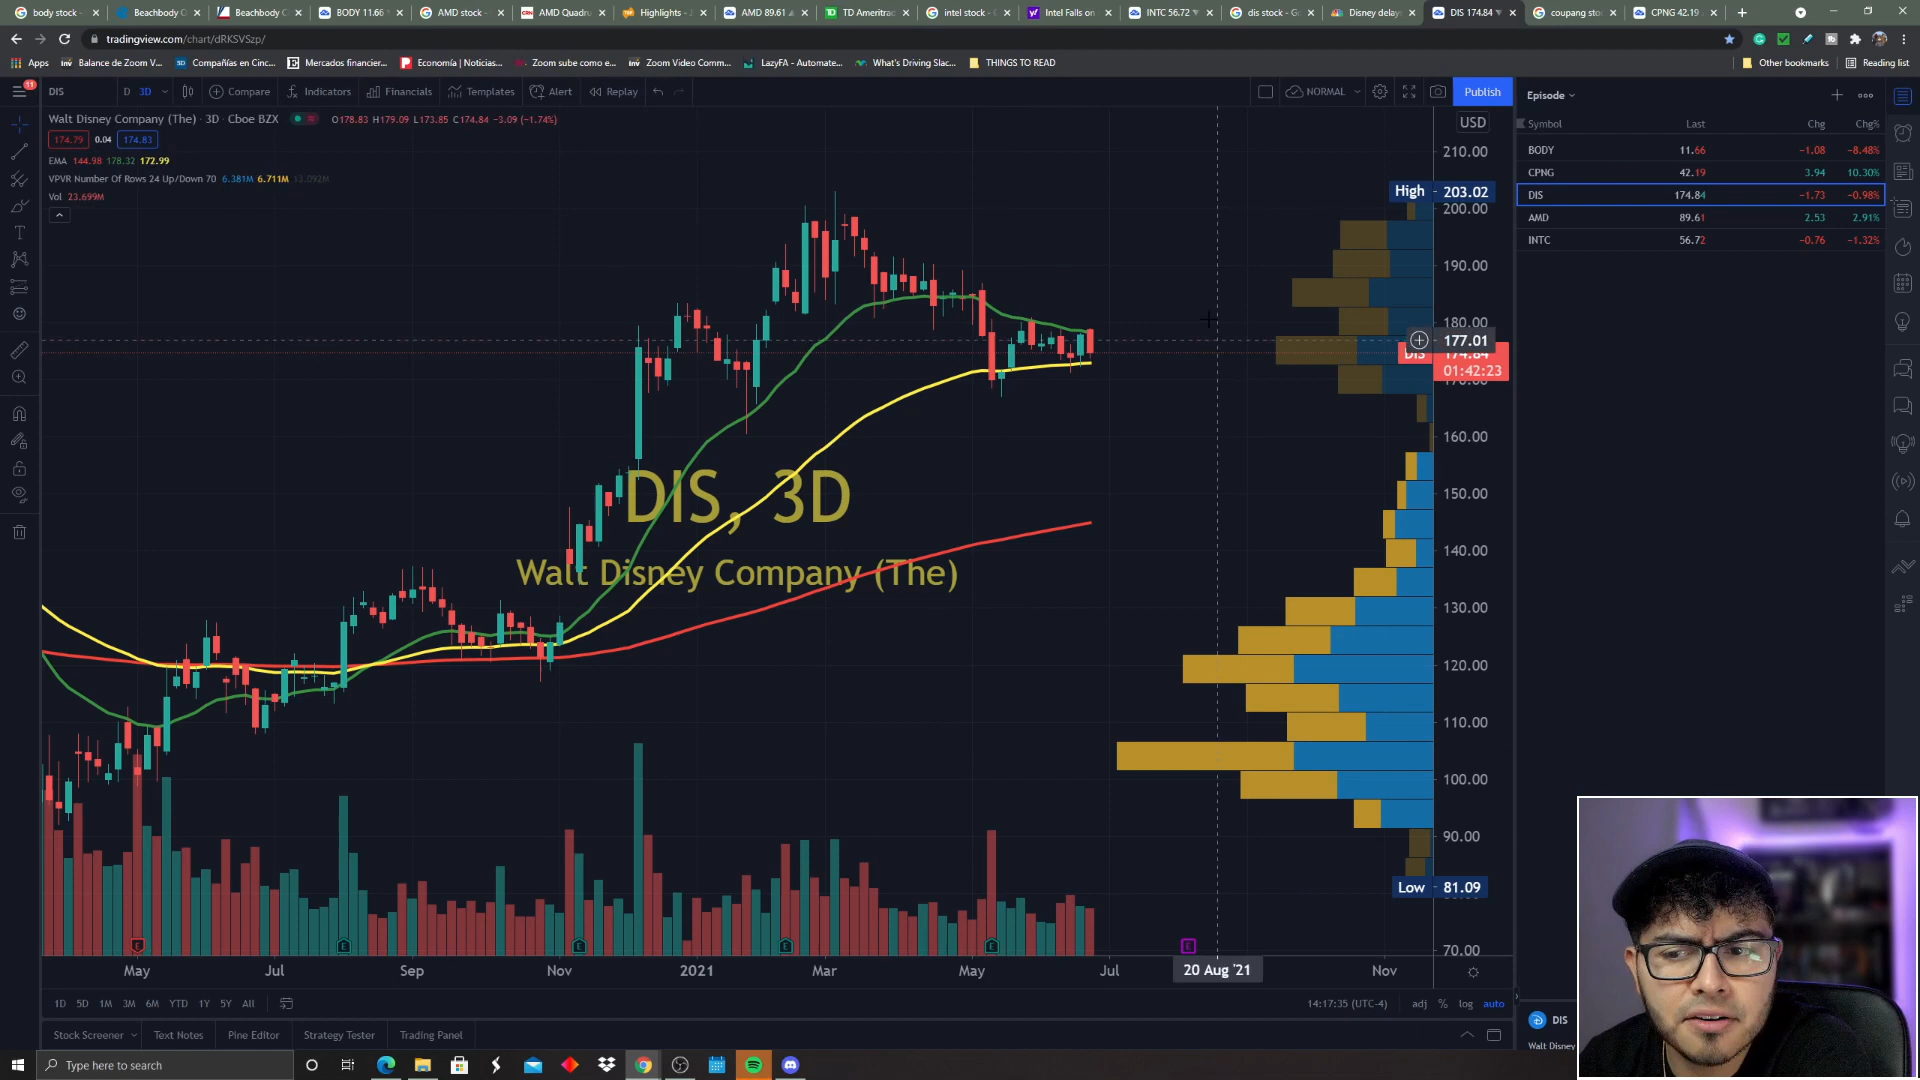 body stock -
Beachbody O
Beachbody C
BODY 11.66
AMD stock -
AMD Quadru
Highlights - J
AMD 89.61
TD Ameritrad
intel stock - G
Intel Falls on
INTC 56.72
dis stock - Go
Disney delays
DIS 174.84
coupang sto
CPNG 42.19
tradingview.com/chart/dRKSVSzp/
Apps
Balance de Zoom V...
Compañías en Cinc...
Mercados financier...
Economía | Noticias...
Zoom sube como e...
Zoom Video Comm...
LazyFA - Automate...
What's Driving Slac...
THINGS TO READ
Other bookmarks
Reading list
11
DIS
D 3D
Compare
Indicators
Financials
Templates
Alert
Replay
NORMAL
Publish
Walt Disney Company (The) · 3D · Cboe BZX
O178.83 H179.09 L173.85 C174.84 -3.09 (-1.74%)
174.79 0.04 174.83
EMA 144.98 178.32 172.99
VPVR Number Of Rows 24 Up/Down 70 6.381M 6.711M 13.092M
Vol 23.699M
USD
210.00
High 203.02
200.00
190.00
180.00
177.01
DIS 174.84
01:42:23
170.00
160.00
150.00
140.00
130.00
120.00
110.00
100.00
90.00
Low 81.09
70.00
DIS, 3D
Walt Disney Company (The)
E
E
E
E
E
E
May
Jul
Sep
Nov
2021
Mar
May
Jul
20 Aug '21
Nov
1D 5D 1M 3M 6M YTD 1Y 5Y All
14:17:35 (UTC-4)
adj % log auto
Stock Screener
Text Notes
Pine Editor
Strategy Tester
Trading Panel
Episode
Symbol Last Chg Chg%
BODY 11.66 -1.08 -8.48%
CPNG 42.19 3.94 10.30%
DIS 174.84 -1.73 -0.98%
AMD 89.61 2.53 2.91%
INTC 56.72 -0.76 -1.32%
DIS
Walt Disney
Type here to search